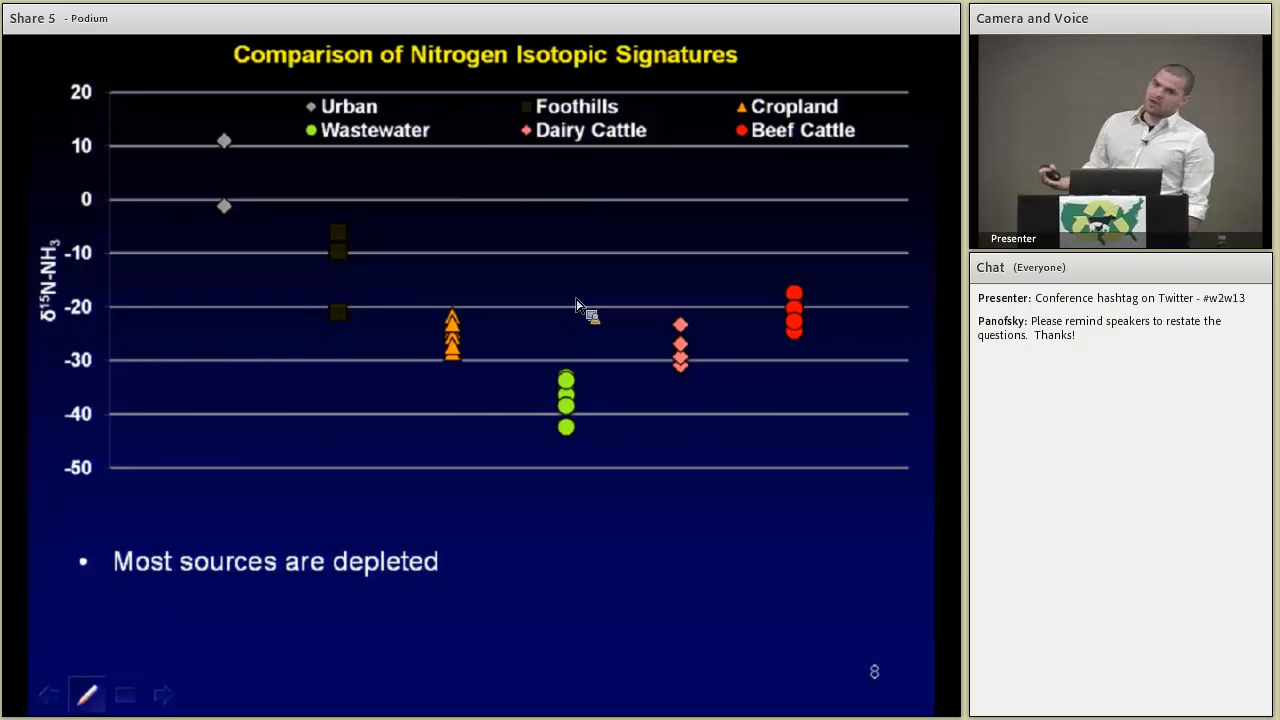 Share 5 - Podium
Comparison of Nitrogen Isotopic Signatures
20
10
0
-10
-20
-30
-40
-50
δ¹⁵N-NH₃
Urban
Foothills
Cropland
Wastewater
Dairy Cattle
Beef Cattle
• Most sources are depleted
8
Camera and Voice
Presenter
Chat (Everyone)
Presenter: Conference hashtag on Twitter - #w2w13
Panofsky: Please remind speakers to restate the
questions. Thanks!